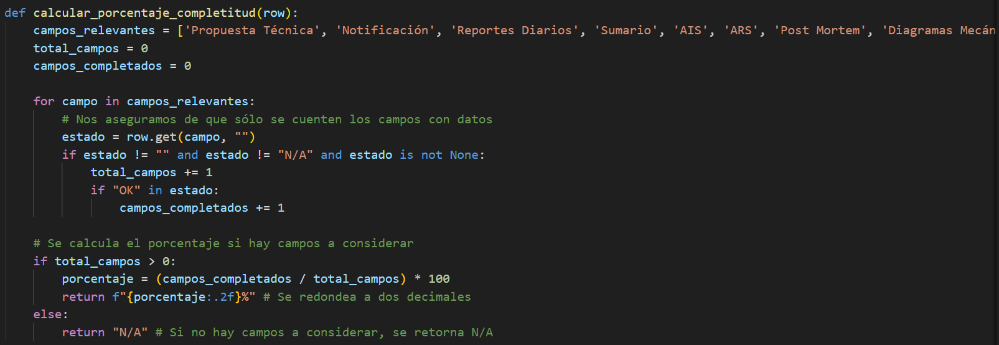 def calcular_porcentaje_completitud(row):
    campos_relevantes = ['Propuesta Técnica', 'Notificación', 'Reportes Diarios', 'Sumario', 'AIS', 'ARS', 'Post Mortem', 'Diagramas Mecán
    total_campos = 0
    campos_completados = 0

    for campo in campos_relevantes:
        # Nos aseguramos de que sólo se cuenten los campos con datos
        estado = row.get(campo, "")
        if estado != "" and estado != "N/A" and estado is not None:
            total_campos += 1
            if "OK" in estado:
                campos_completados += 1

    # Se calcula el porcentaje si hay campos a considerar
    if total_campos > 0:
        porcentaje = (campos_completados / total_campos) * 100
        return f"{porcentaje:.2f}%" # Se redondea a dos decimales
    else:
        return "N/A" # Si no hay campos a considerar, se retorna N/A